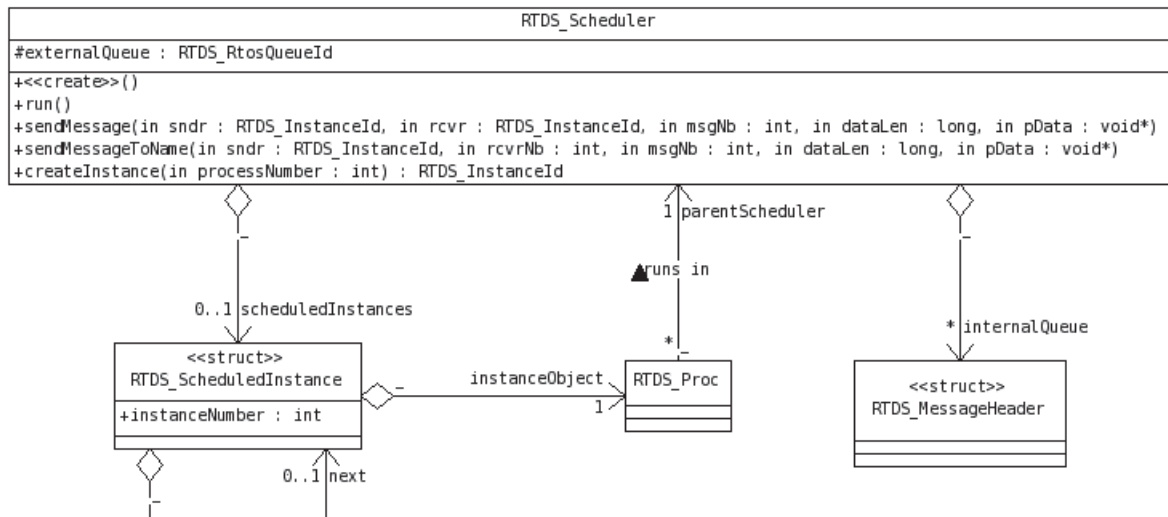 RTDS_Scheduler
#externalQueue : RTDS_RtosQueueId
+<<create>>()
+run()
+sendMessage(in sndr : RTDS_InstanceId, in rcvr : RTDS_InstanceId, in msgNb : int, in dataLen : long, in pData : void*)
+sendMessageToName(in sndr : RTDS_InstanceId, in rcvrNb : int, in msgNb : int, in dataLen : long, in pData : void*)
+createInstance(in processNumber : int) : RTDS_InstanceId
1 parentScheduler
runs in
0..1 scheduledInstances
* internalQueue
*
<<struct>>
RTDS_ScheduledInstance
+instanceNumber : int
instanceObject
1
RTDS_Proc
<<struct>>
RTDS_MessageHeader
0..1 next